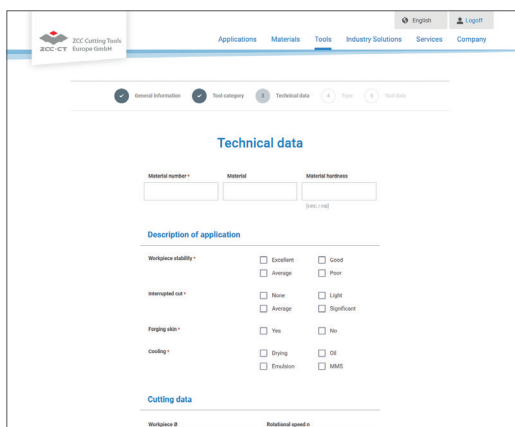 English Logoff
ZCC Cutting Tools
Europe GmbH
ZCC-CT
Applications Materials Tools Industry Solutions Services Company
General Information Tool category 3 Technical data 4 Type 5 Tool data
Technical data
Material number * Material Material hardness
[HRC / HB]
Description of application
Workpiece stability * Excellent Good
Average Poor
Interrupted cut * None Light
Average Significant
Forging skin * Yes No
Cooling * Drying Oil
Emulsion MMS
Cutting data
Workpiece Ø Rotational speed n